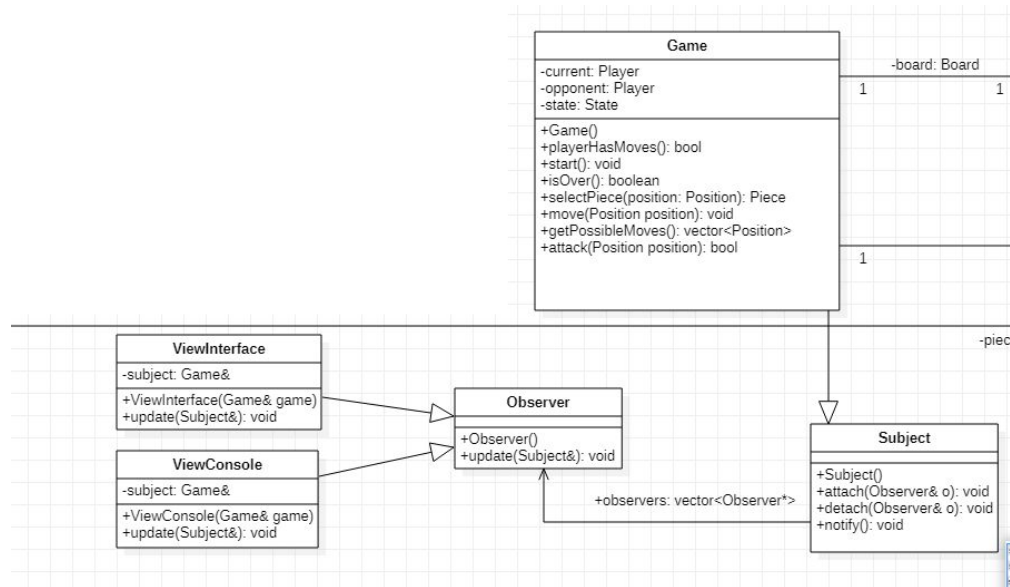 Game
-current: Player
-opponent: Player
-state: State
+Game()
+playerHasMoves(): bool
+start(): void
+isOver(): boolean
+selectPiece(position: Position): Piece
+move(Position position): void
+getPossibleMoves(): vector<Position>
+attack(Position position): bool
-board: Board
1
1
1
-piec
ViewInterface
-subject: Game&
+ViewInterface(Game& game)
+update(Subject&): void
ViewConsole
-subject: Game&
+ViewConsole(Game& game)
+update(Subject&): void
Observer
+Observer()
+update(Subject&): void
+observers: vector<Observer*>
Subject
+Subject()
+attach(Observer& o): void
+detach(Observer& o): void
+notify(): void